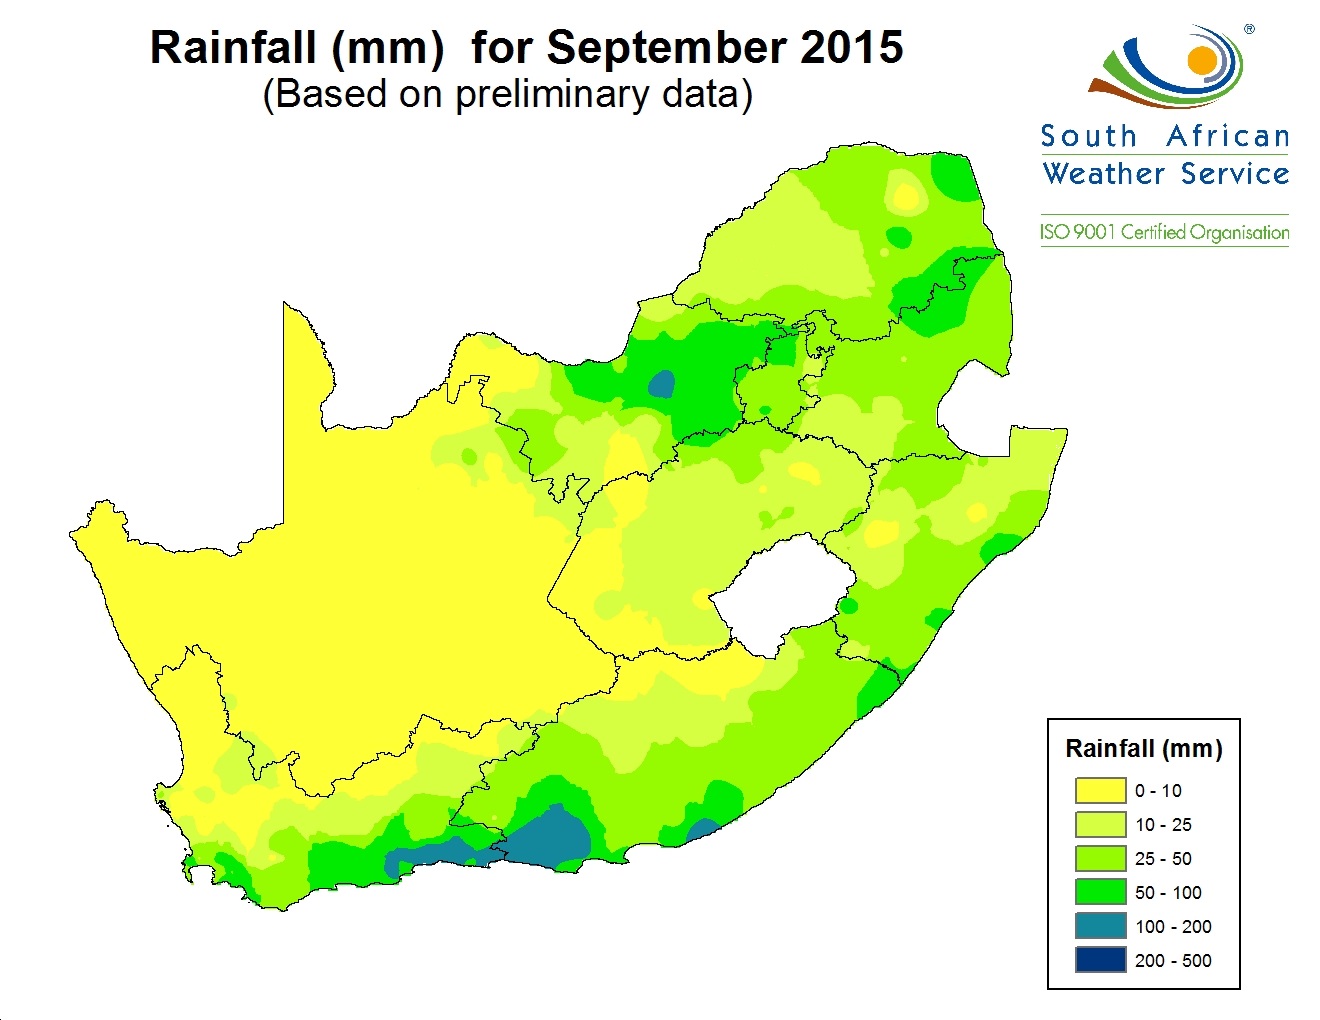 Rainfall (mm)  for September 2015
(Based on preliminary data)
®
South African
Weather Service
ISO 9001 Certified Organisation
Rainfall (mm)
0 - 10
10 - 25
25 - 50
50 - 100
100 - 200
200 - 500